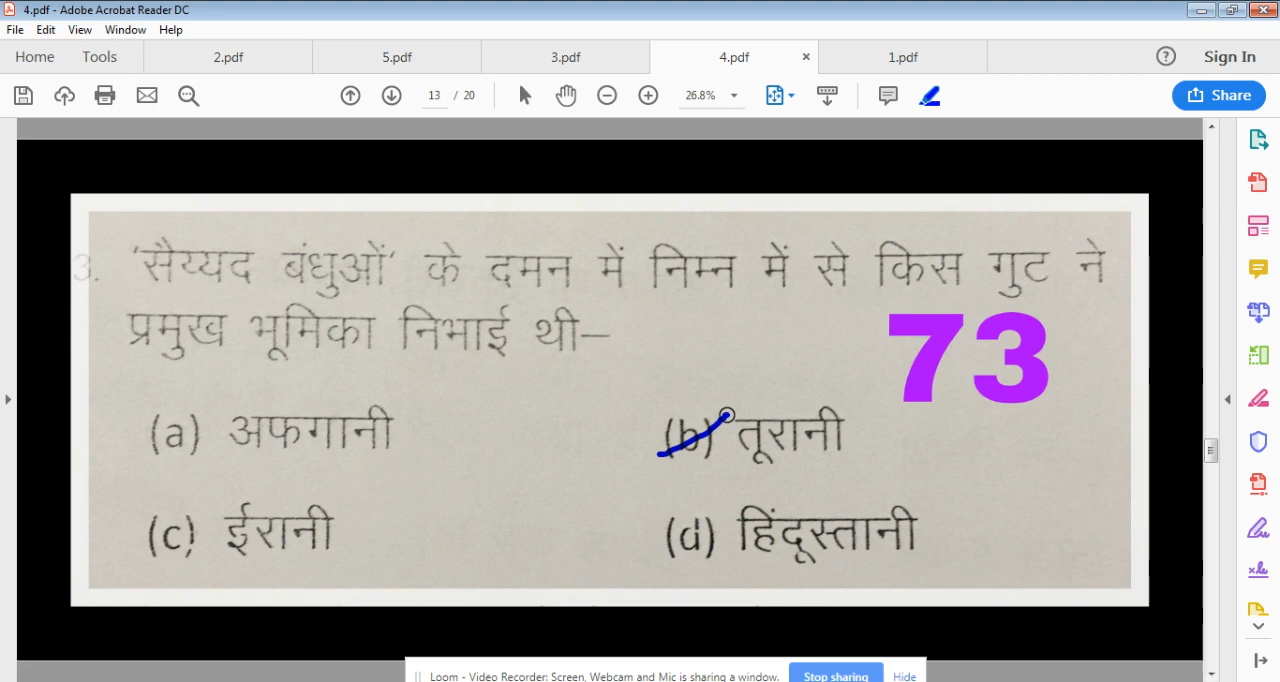 4.pdf - Adobe Acrobat Reader DC
File Edit View Window Help
Home Tools 2.pdf 5.pdf 3.pdf 4.pdf × 1.pdf ? Sign In
13 / 20 26.8% Share
3. 'सैय्यद बंधुओं' के दमन में निम्न में से किस गुट ने
प्रमुख भूमिका निभाई थी–
73
(a) अफगानी (b) तूरानी
(c) ईरानी (d) हिंदूस्तानी
Loom - Video Recorder: Screen, Webcam and Mic is sharing a window. Stop sharing Hide